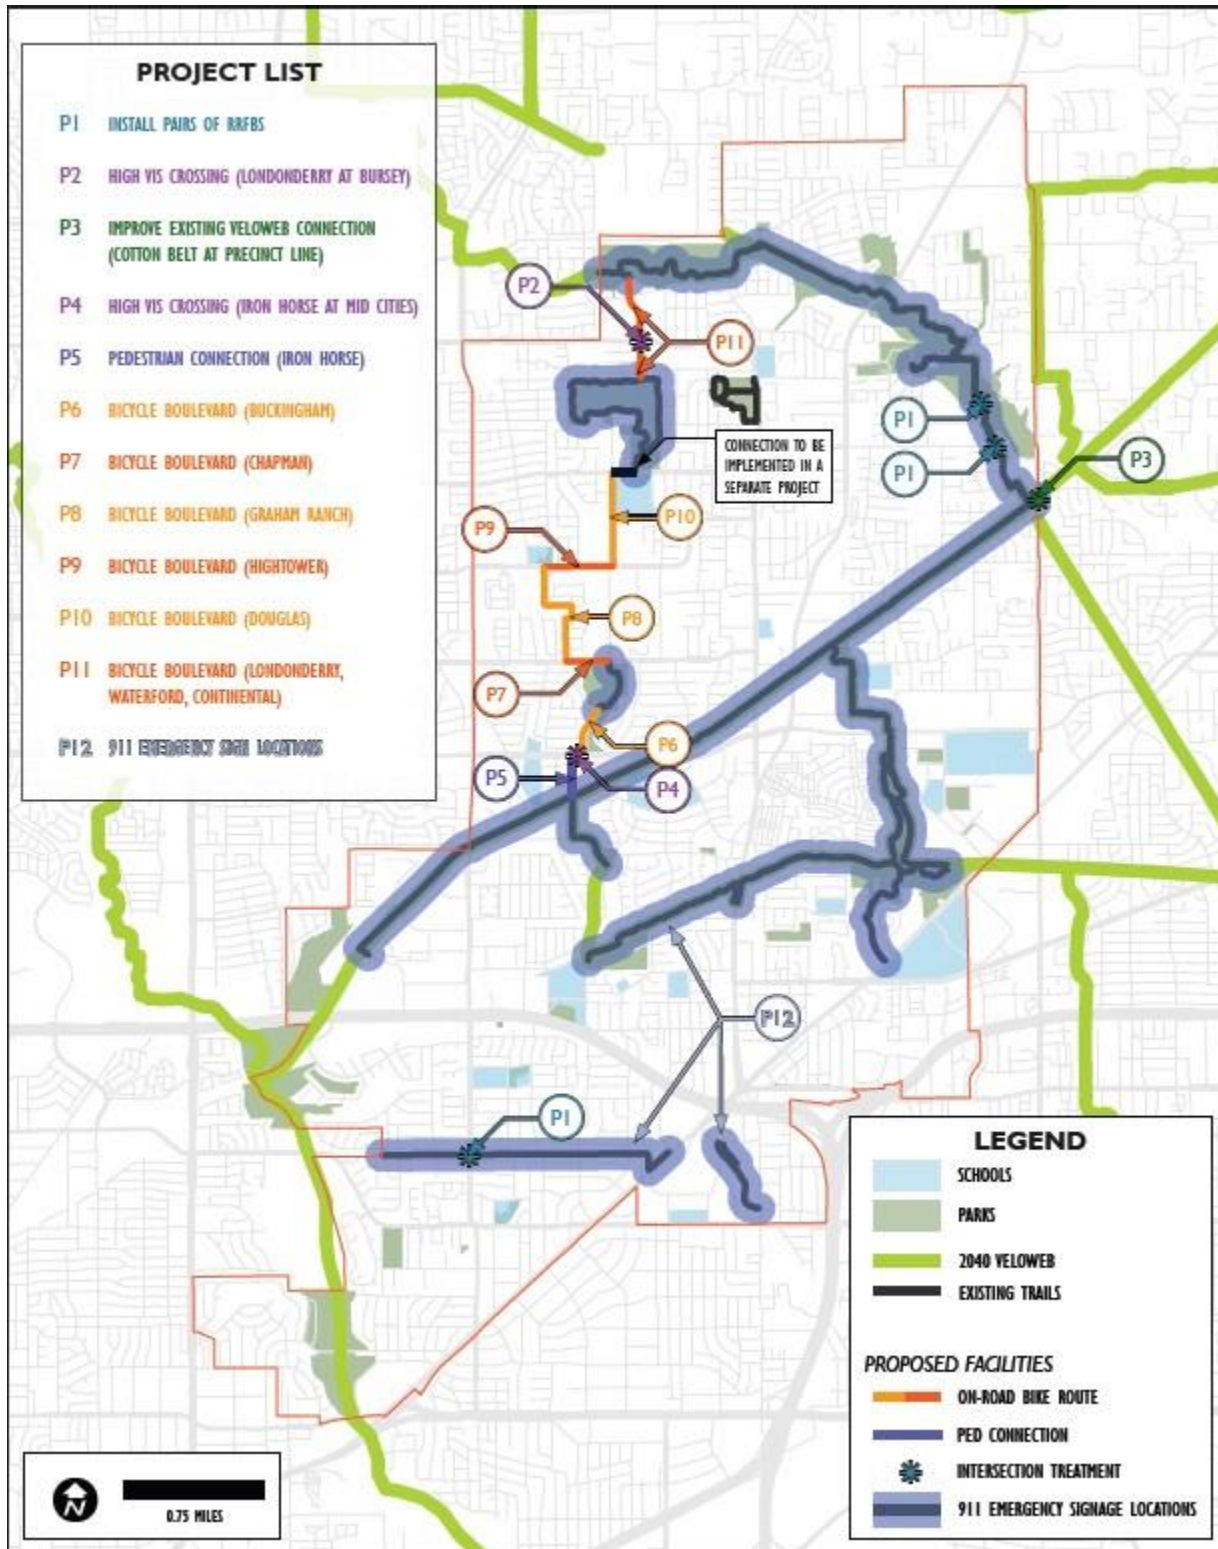 PROJECT LIST
P1 INSTALL PAIRS OF RRFBS
P2 HIGH VIS CROSSING (LONDONDERRY AT BURSEY)
P3 IMPROVE EXISTING VELOWEB CONNECTION
(COTTON BELT AT PRECINCT LINE)
P4 HIGH VIS CROSSING (IRON HORSE AT MID CITIES)
P5 PEDESTRIAN CONNECTION (IRON HORSE)
P6 BICYCLE BOULEVARD (BUCKINGHAM)
P7 BICYCLE BOULEVARD (CHAPMAN)
P8 BICYCLE BOULEVARD (GRAHAM RANCH)
P9 BICYCLE BOULEVARD (HIGHTOWER)
P10 BICYCLE BOULEVARD (DOUGLAS)
P11 BICYCLE BOULEVARD (LONDONDERRY,
WATERFORD, CONTINENTAL)
P12 911 EMERGENCY SIGN LOCATIONS
P2
P11
P1
P1
P3
CONNECTION TO BE
IMPLEMENTED IN A
SEPARATE PROJECT
P9
P10
P8
P7
P6
P5
P4
P12
P1
LEGEND
SCHOOLS
PARKS
2040 VELOWEB
EXISTING TRAILS
PROPOSED FACILITIES
ON-ROAD BIKE ROUTE
PED CONNECTION
INTERSECTION TREATMENT
911 EMERGENCY SIGNAGE LOCATIONS
N
0.75 MILES